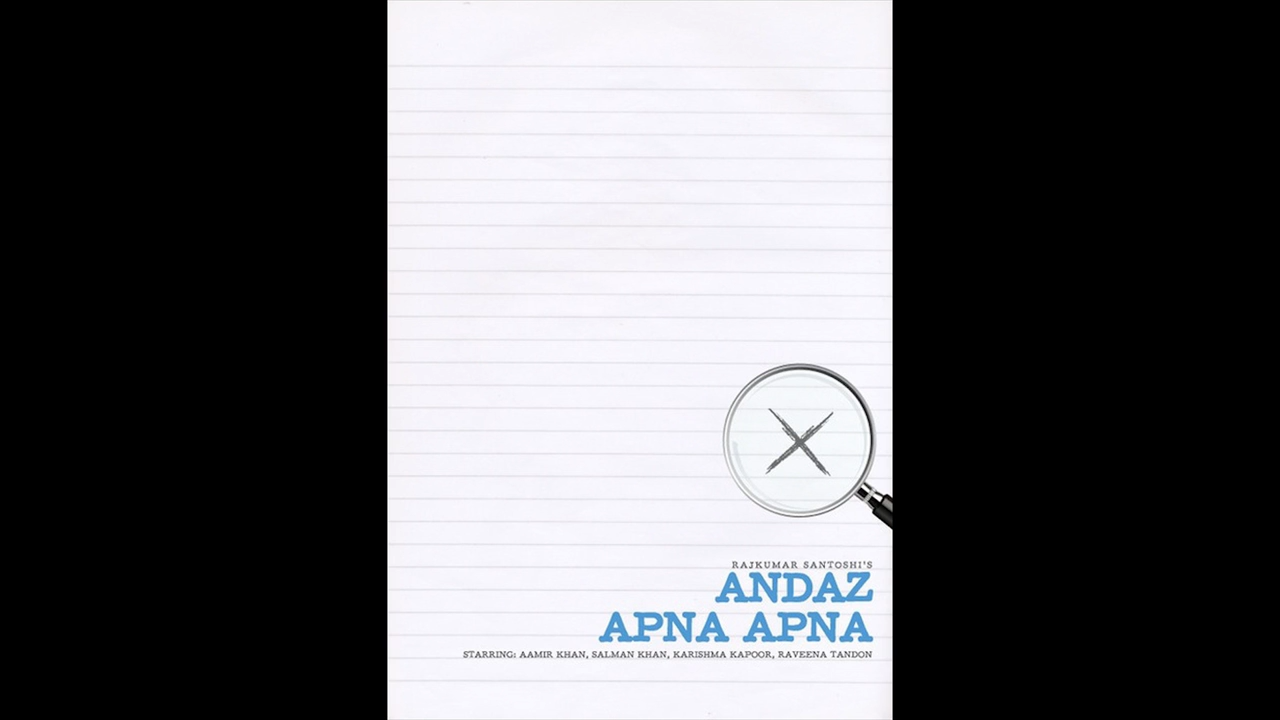 RAJKUMAR SANTOSHI'S
ANDAZ
APNA APNA
STARRING: AAMIR KHAN, SALMAN KHAN, KARISHMA KAPOOR, RAVEENA TANDON